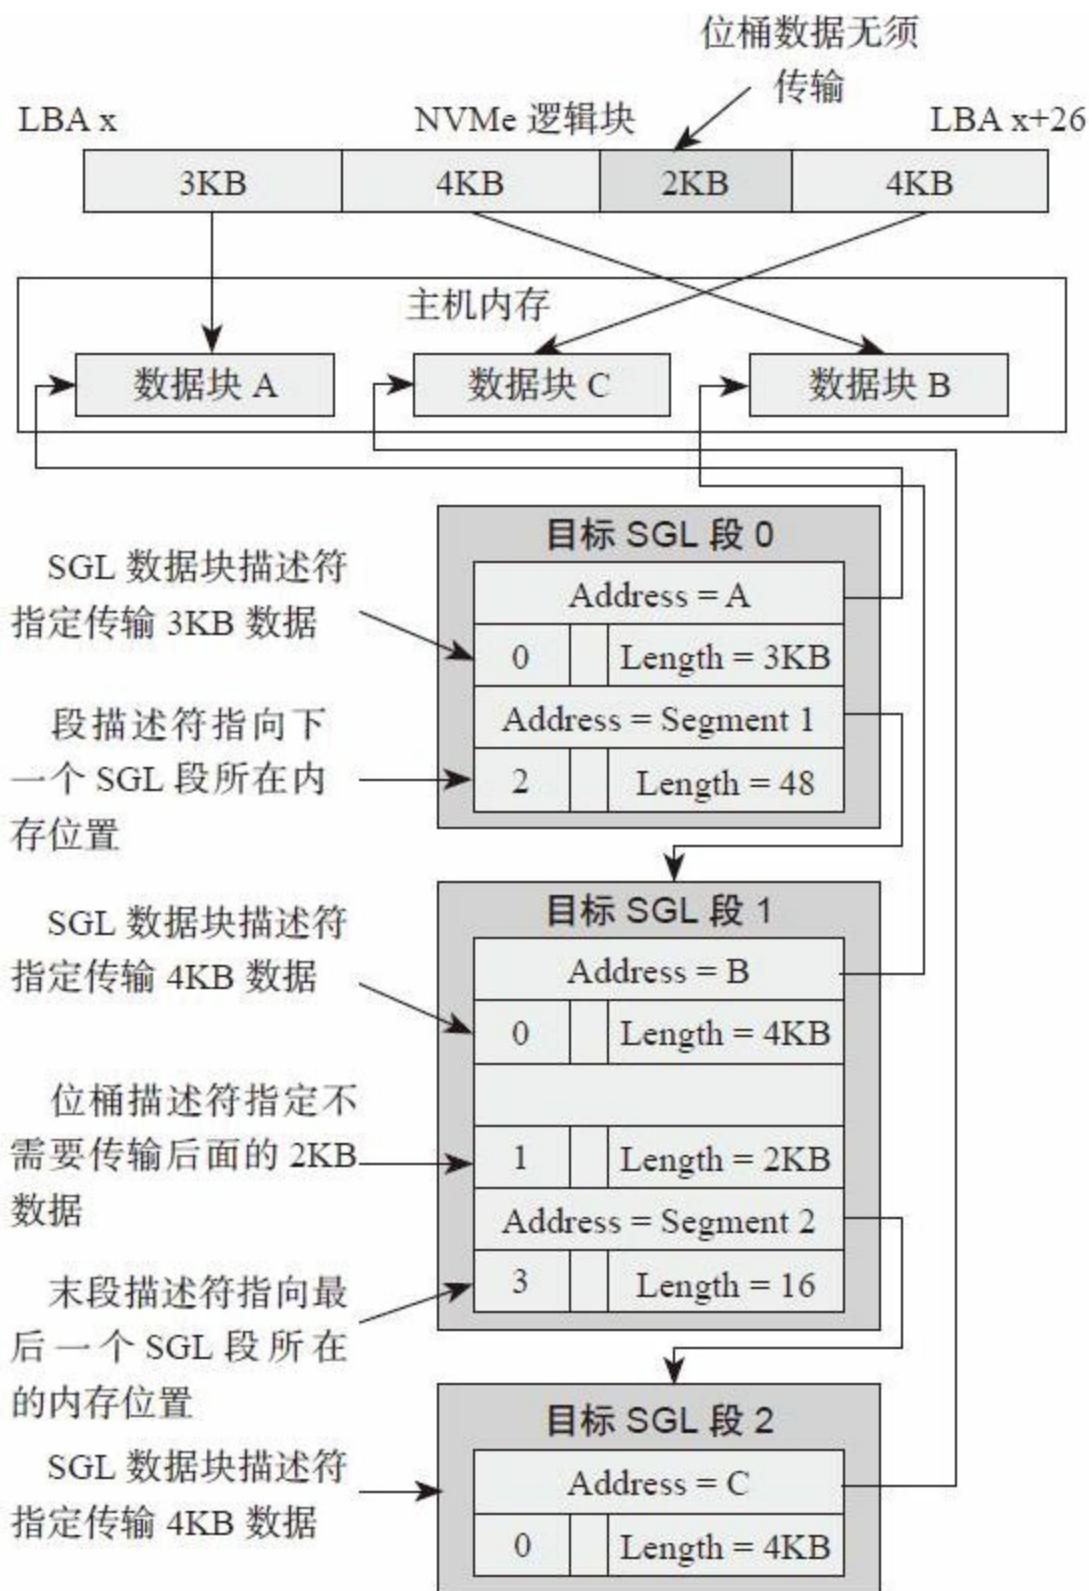 位桶数据无须
传输
LBA x
NVMe 逻辑块
LBA x+26
3KB
4KB
2KB
4KB
主机内存
数据块 A
数据块 C
数据块 B
目标 SGL 段 0
SGL 数据块描述符
指定传输 3KB 数据
Address = A
0
Length = 3KB
段描述符指向下
一个 SGL 段所在内
存位置
Address = Segment 1
2
Length = 48
目标 SGL 段 1
SGL 数据块描述符
指定传输 4KB 数据
Address = B
0
Length = 4KB
位桶描述符指定不
需要传输后面的 2KB
数据
1
Length = 2KB
Address = Segment 2
末段描述符指向最
后一个 SGL 段所在
的内存位置
3
Length = 16
目标 SGL 段 2
SGL 数据块描述符
指定传输 4KB 数据
Address = C
0
Length = 4KB